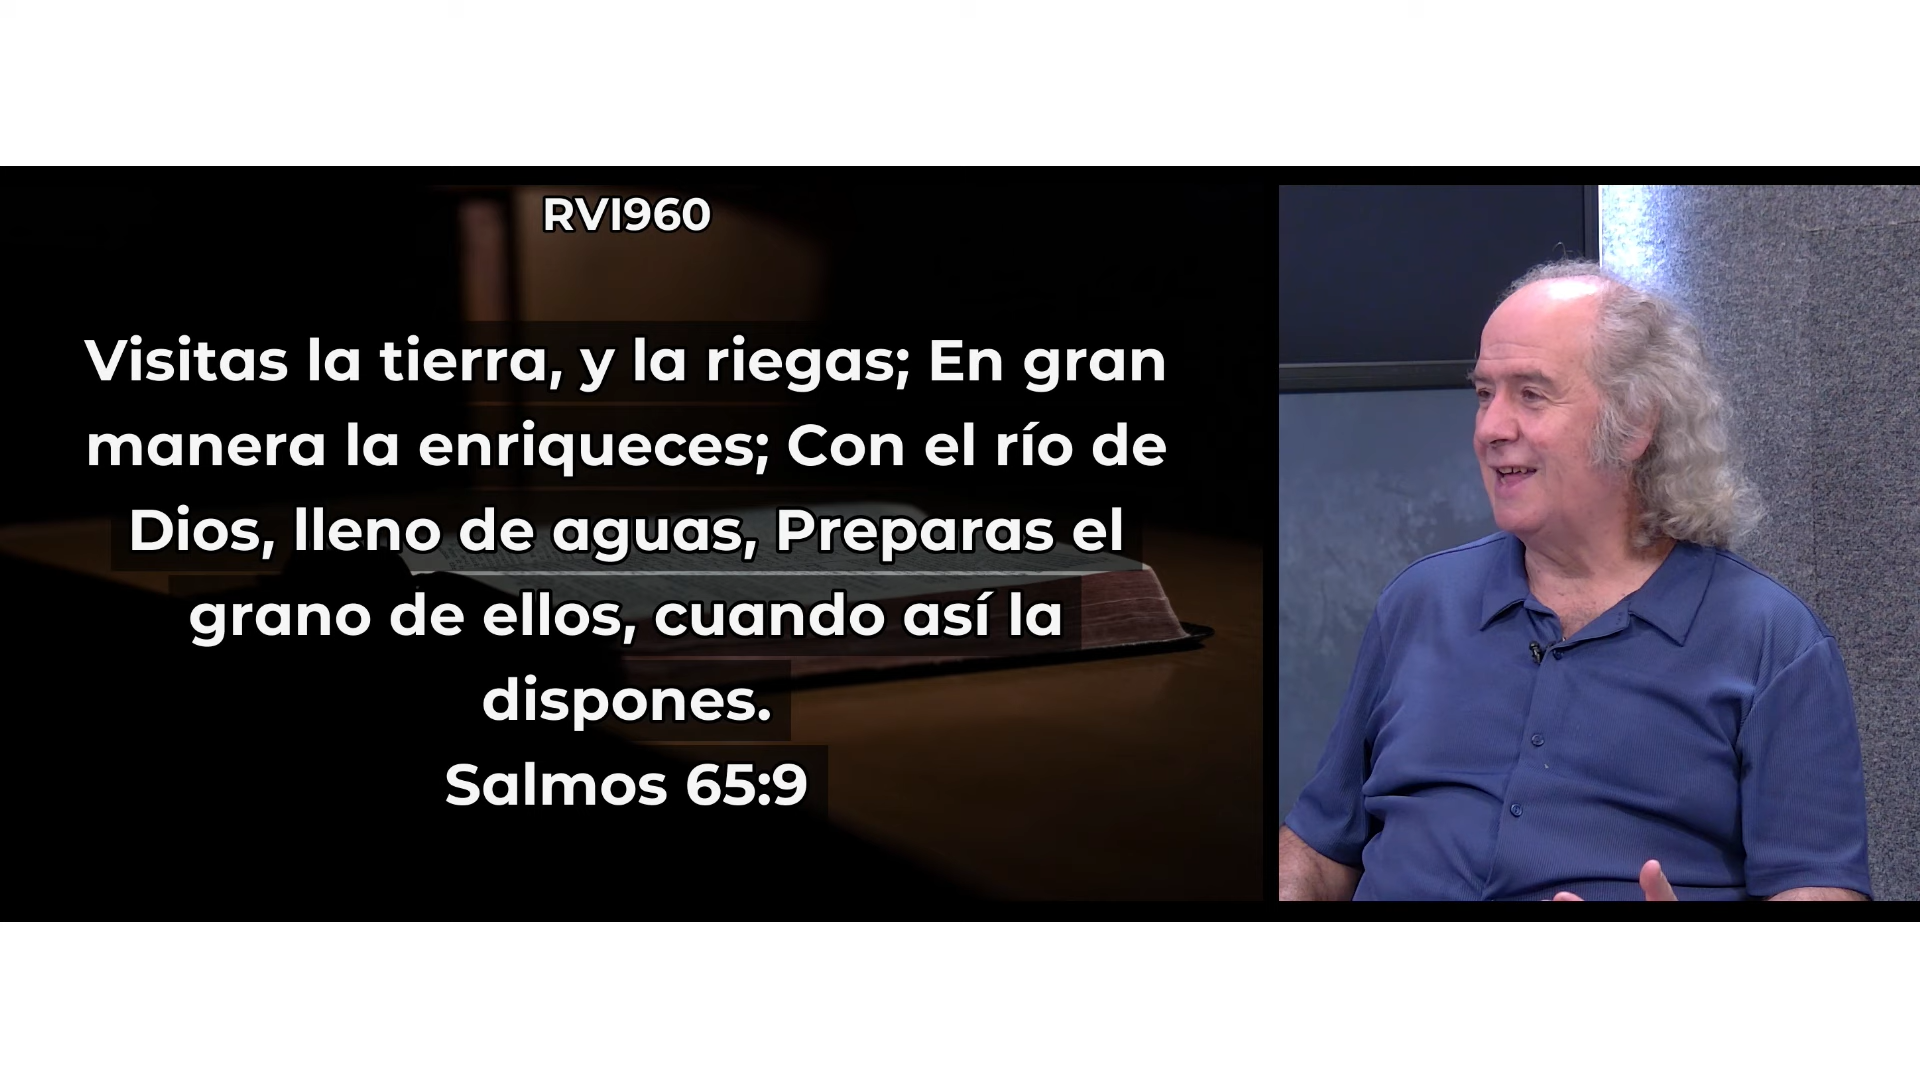 RVI960
Visitas la tierra, y la riegas; En gran
manera la enriqueces; Con el río de
Dios, lleno de aguas, Preparas el
grano de ellos, cuando así la
dispones.
Salmos 65:9